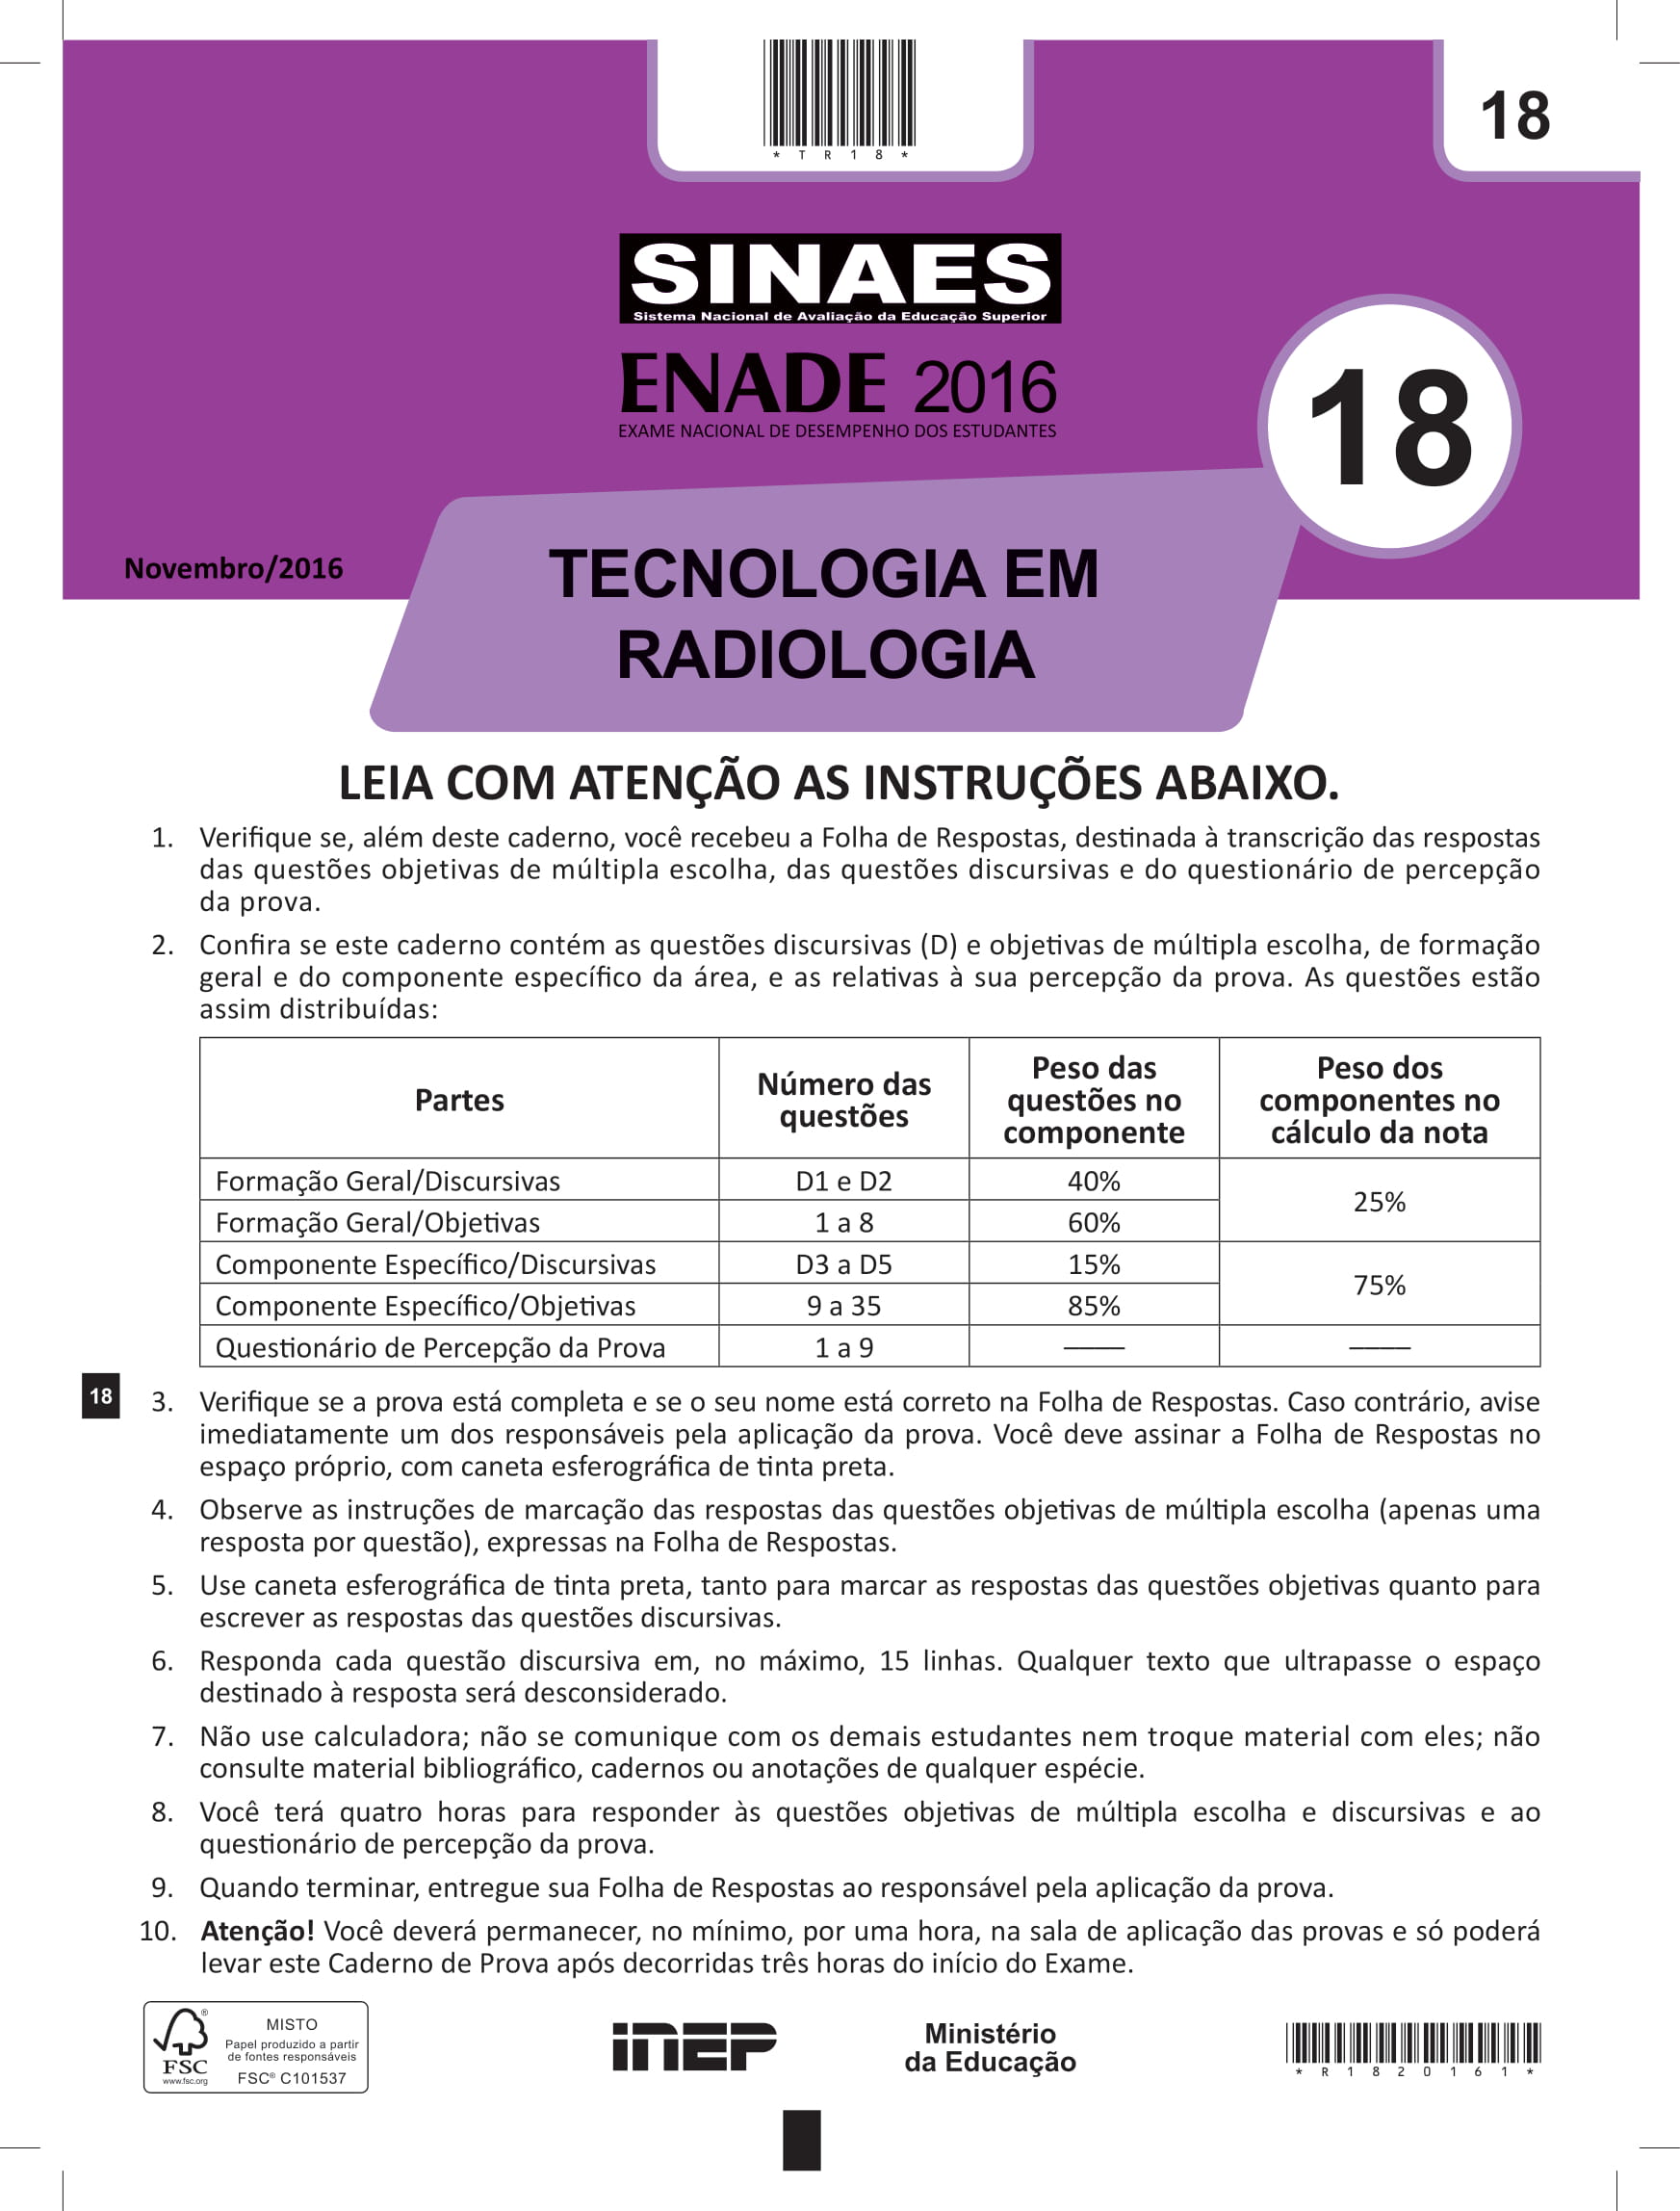 * T R 1 8 *
18
SINAES
Sistema Nacional de Avaliação da Educação Superior
ENADE 2016
EXAME NACIONAL DE DESEMPENHO DOS ESTUDANTES
18
Novembro/2016
TECNOLOGIA EM
RADIOLOGIA
LEIA COM ATENÇÃO AS INSTRUÇÕES ABAIXO.
1. Verifique se, além deste caderno, você recebeu a Folha de Respostas, destinada à transcrição das respostas
das questões objetivas de múltipla escolha, das questões discursivas e do questionário de percepção
da prova.
2. Confira se este caderno contém as questões discursivas (D) e objetivas de múltipla escolha, de formação
geral e do componente específico da área, e as relativas à sua percepção da prova. As questões estão
assim distribuídas:
Partes
Número das
questões
Peso das
questões no
componente
Peso dos
componentes no
cálculo da nota
Formação Geral/Discursivas D1 e D2 40%
25%
Formação Geral/Objetivas 1 a 8 60%
Componente Específico/Discursivas D3 a D5 15%
75%
Componente Específico/Objetivas 9 a 35 85%
Questionário de Percepção da Prova 1 a 9 —— ——
18
3. Verifique se a prova está completa e se o seu nome está correto na Folha de Respostas. Caso contrário, avise
imediatamente um dos responsáveis pela aplicação da prova. Você deve assinar a Folha de Respostas no
espaço próprio, com caneta esferográfica de tinta preta.
4. Observe as instruções de marcação das respostas das questões objetivas de múltipla escolha (apenas uma
resposta por questão), expressas na Folha de Respostas.
5. Use caneta esferográfica de tinta preta, tanto para marcar as respostas das questões objetivas quanto para
escrever as respostas das questões discursivas.
6. Responda cada questão discursiva em, no máximo, 15 linhas. Qualquer texto que ultrapasse o espaço
destinado à resposta será desconsiderado.
7. Não use calculadora; não se comunique com os demais estudantes nem troque material com eles; não
consulte material bibliográfico, cadernos ou anotações de qualquer espécie.
8. Você terá quatro horas para responder às questões objetivas de múltipla escolha e discursivas e ao
questionário de percepção da prova.
9. Quando terminar, entregue sua Folha de Respostas ao responsável pela aplicação da prova.
10. Atenção! Você deverá permanecer, no mínimo, por uma hora, na sala de aplicação das provas e só poderá
levar este Caderno de Prova após decorridas três horas do início do Exame.
®
FSC
www.fsc.org
MISTO
Papel produzido a partir
de fontes responsáveis
FSC® C101537
INEP
Ministério
da Educação
* R 1 8 2 0 1 6 1 *